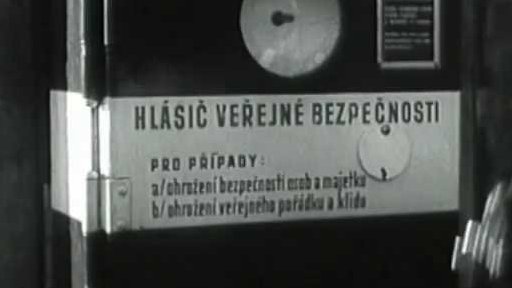 HLÁSIČ VEŘEJNÉ BEZPEČNOSTI
PRO PŘÍPADY:
a/ohrožení bezpečnosti osob a majetku
b/ohrožení veřejného pořádku a klidu